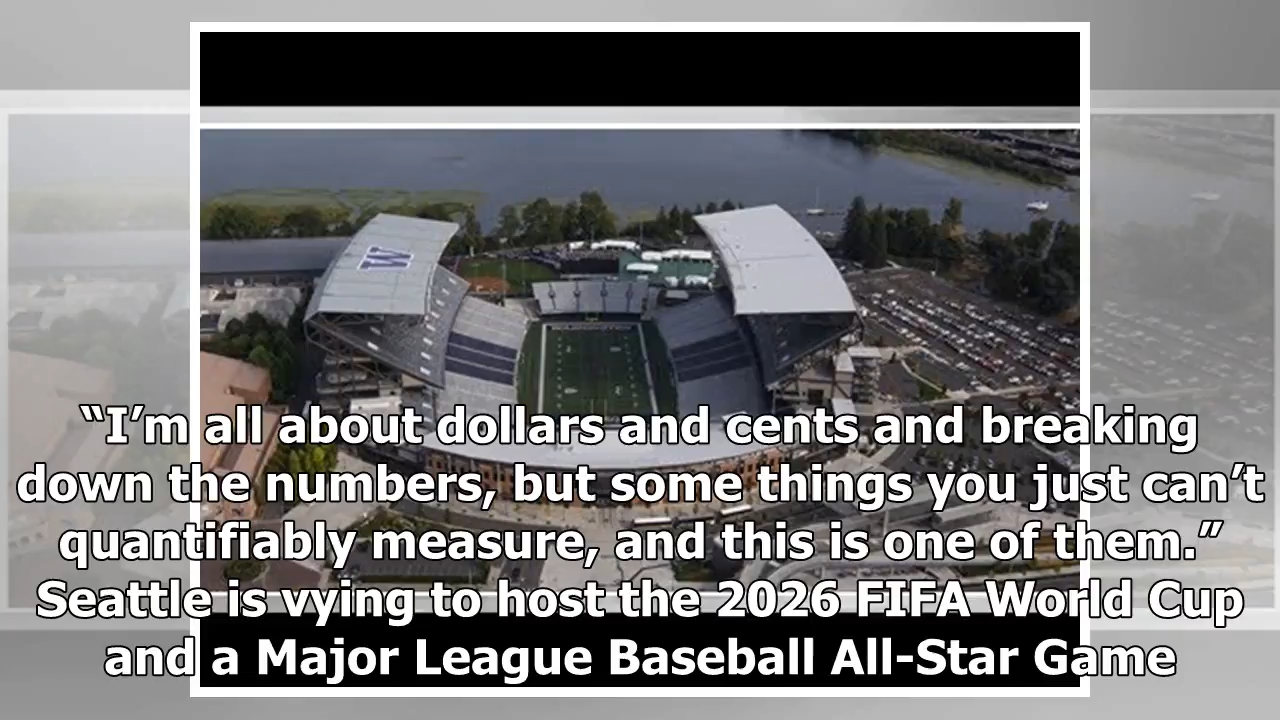 W
“I’m all about dollars and cents and breaking
down the numbers, but some things you just can’t
quantifiably measure, and this is one of them.”
Seattle is vying to host the 2026 FIFA World Cup
and a Major League Baseball All-Star Game